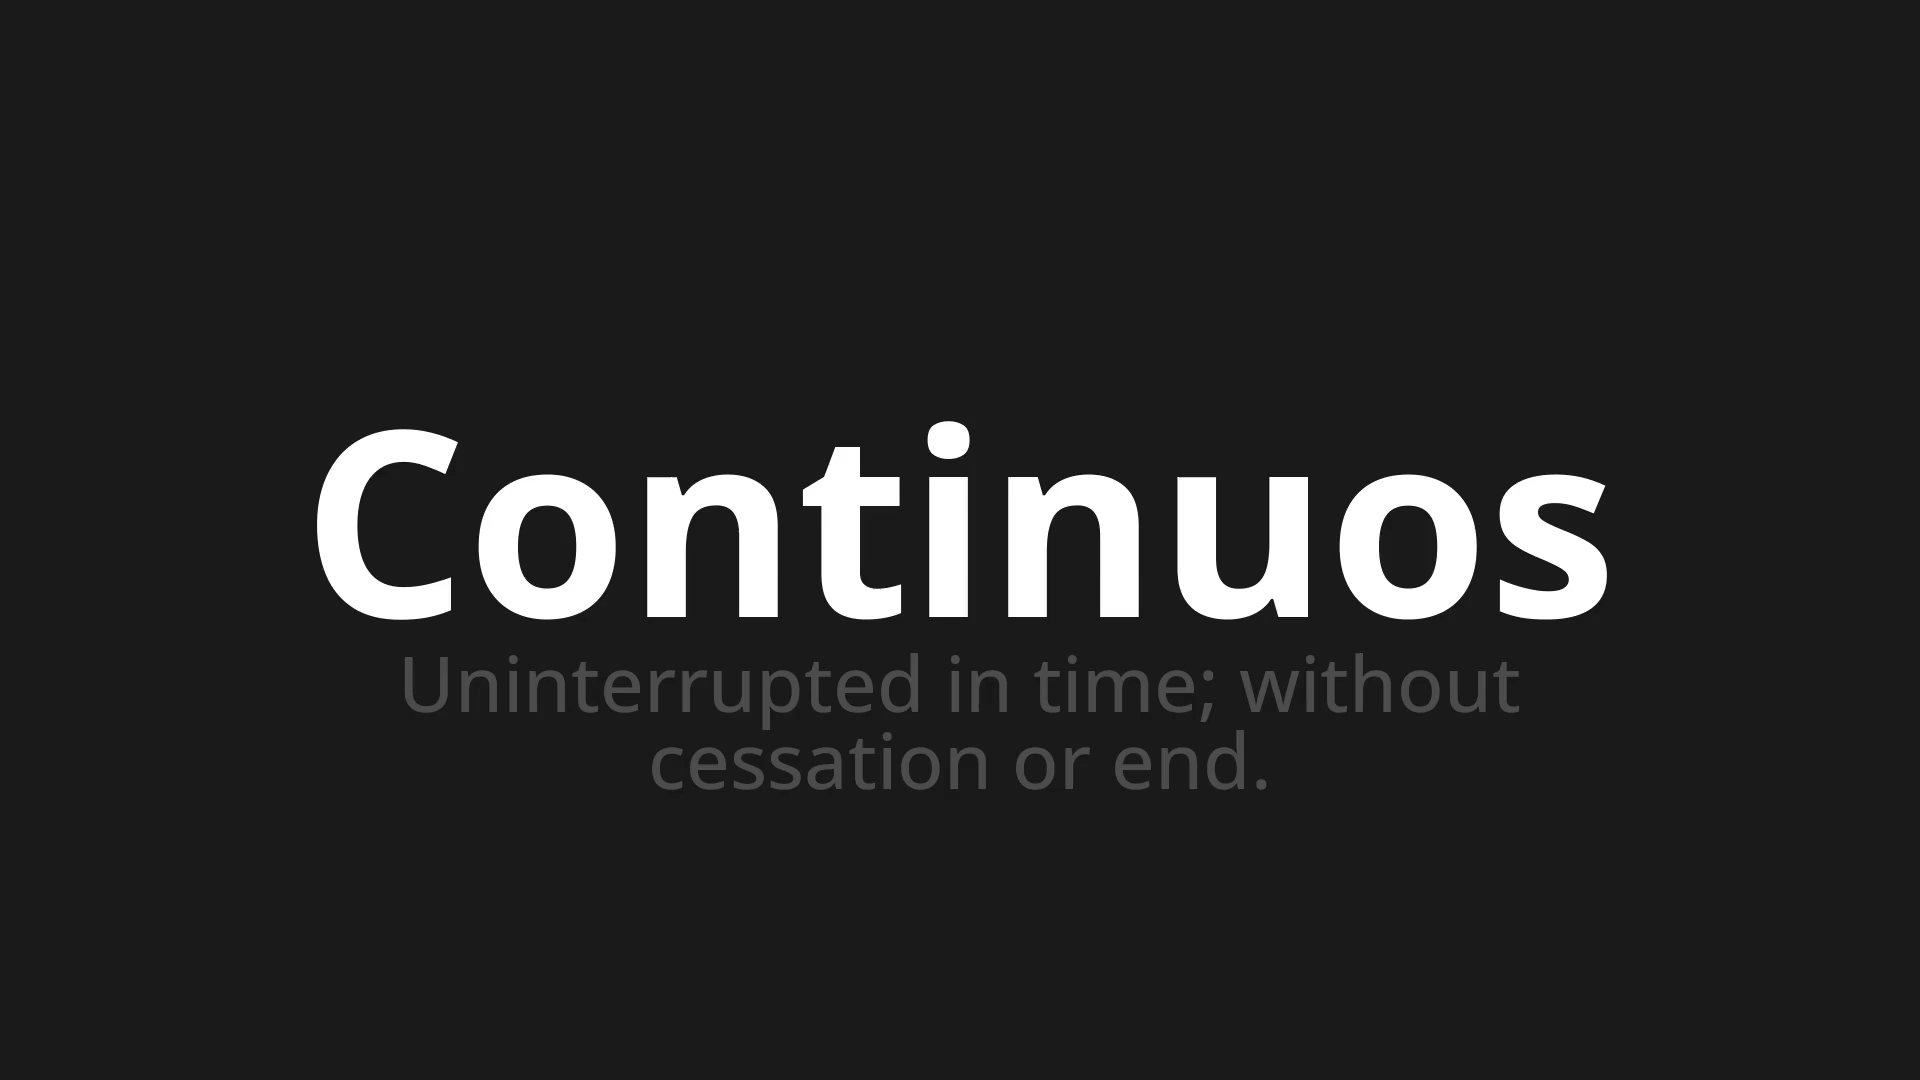 Continuos
Uninterrupted in time; without
cessation or end.